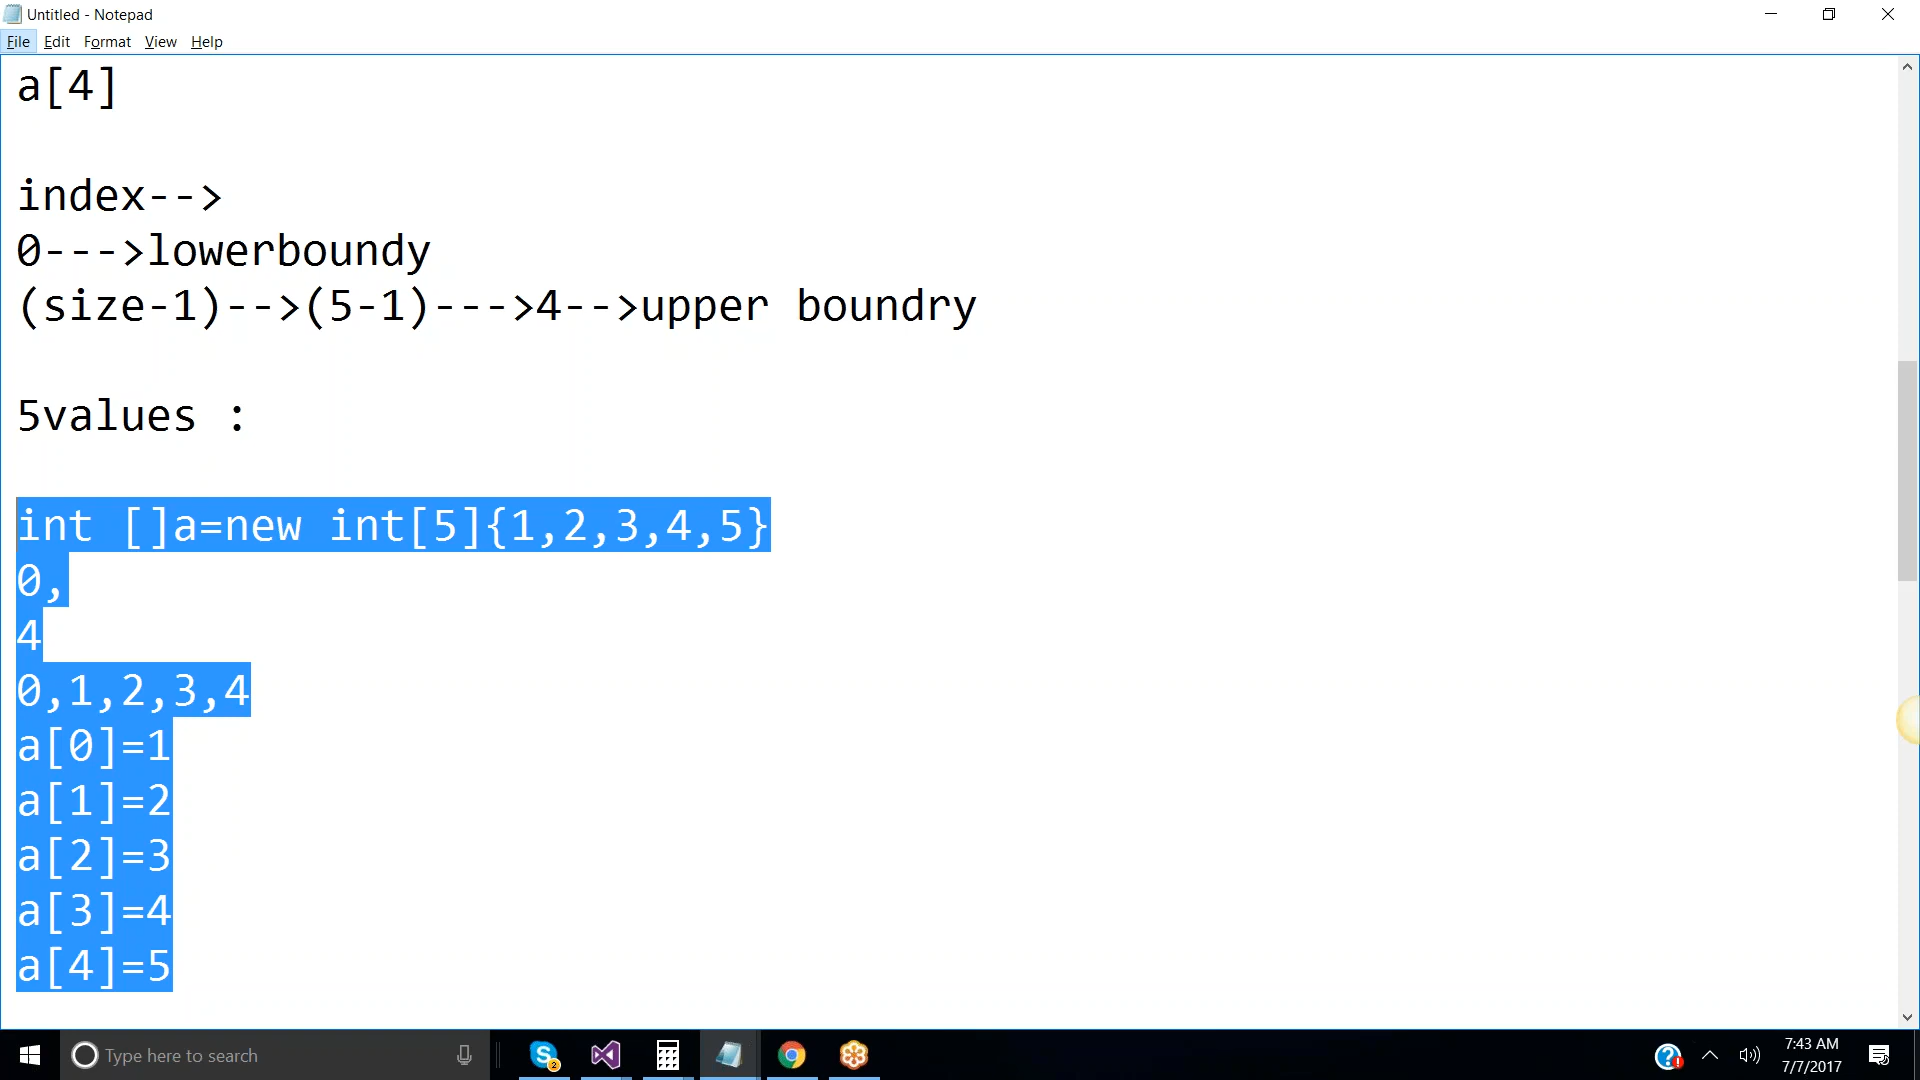 Untitled - Notepad
File Edit Format View Help
a[4]
index-->
0--->lowerboundy
(size-1)-->(5-1)--->4-->upper boundry
5values :
int []a=new int[5]{1,2,3,4,5}
0,
4
0,1,2,3,4
a[0]=1
a[1]=2
a[2]=3
a[3]=4
a[4]=5
Type here to search
S
2
7:43 AM
7/7/2017